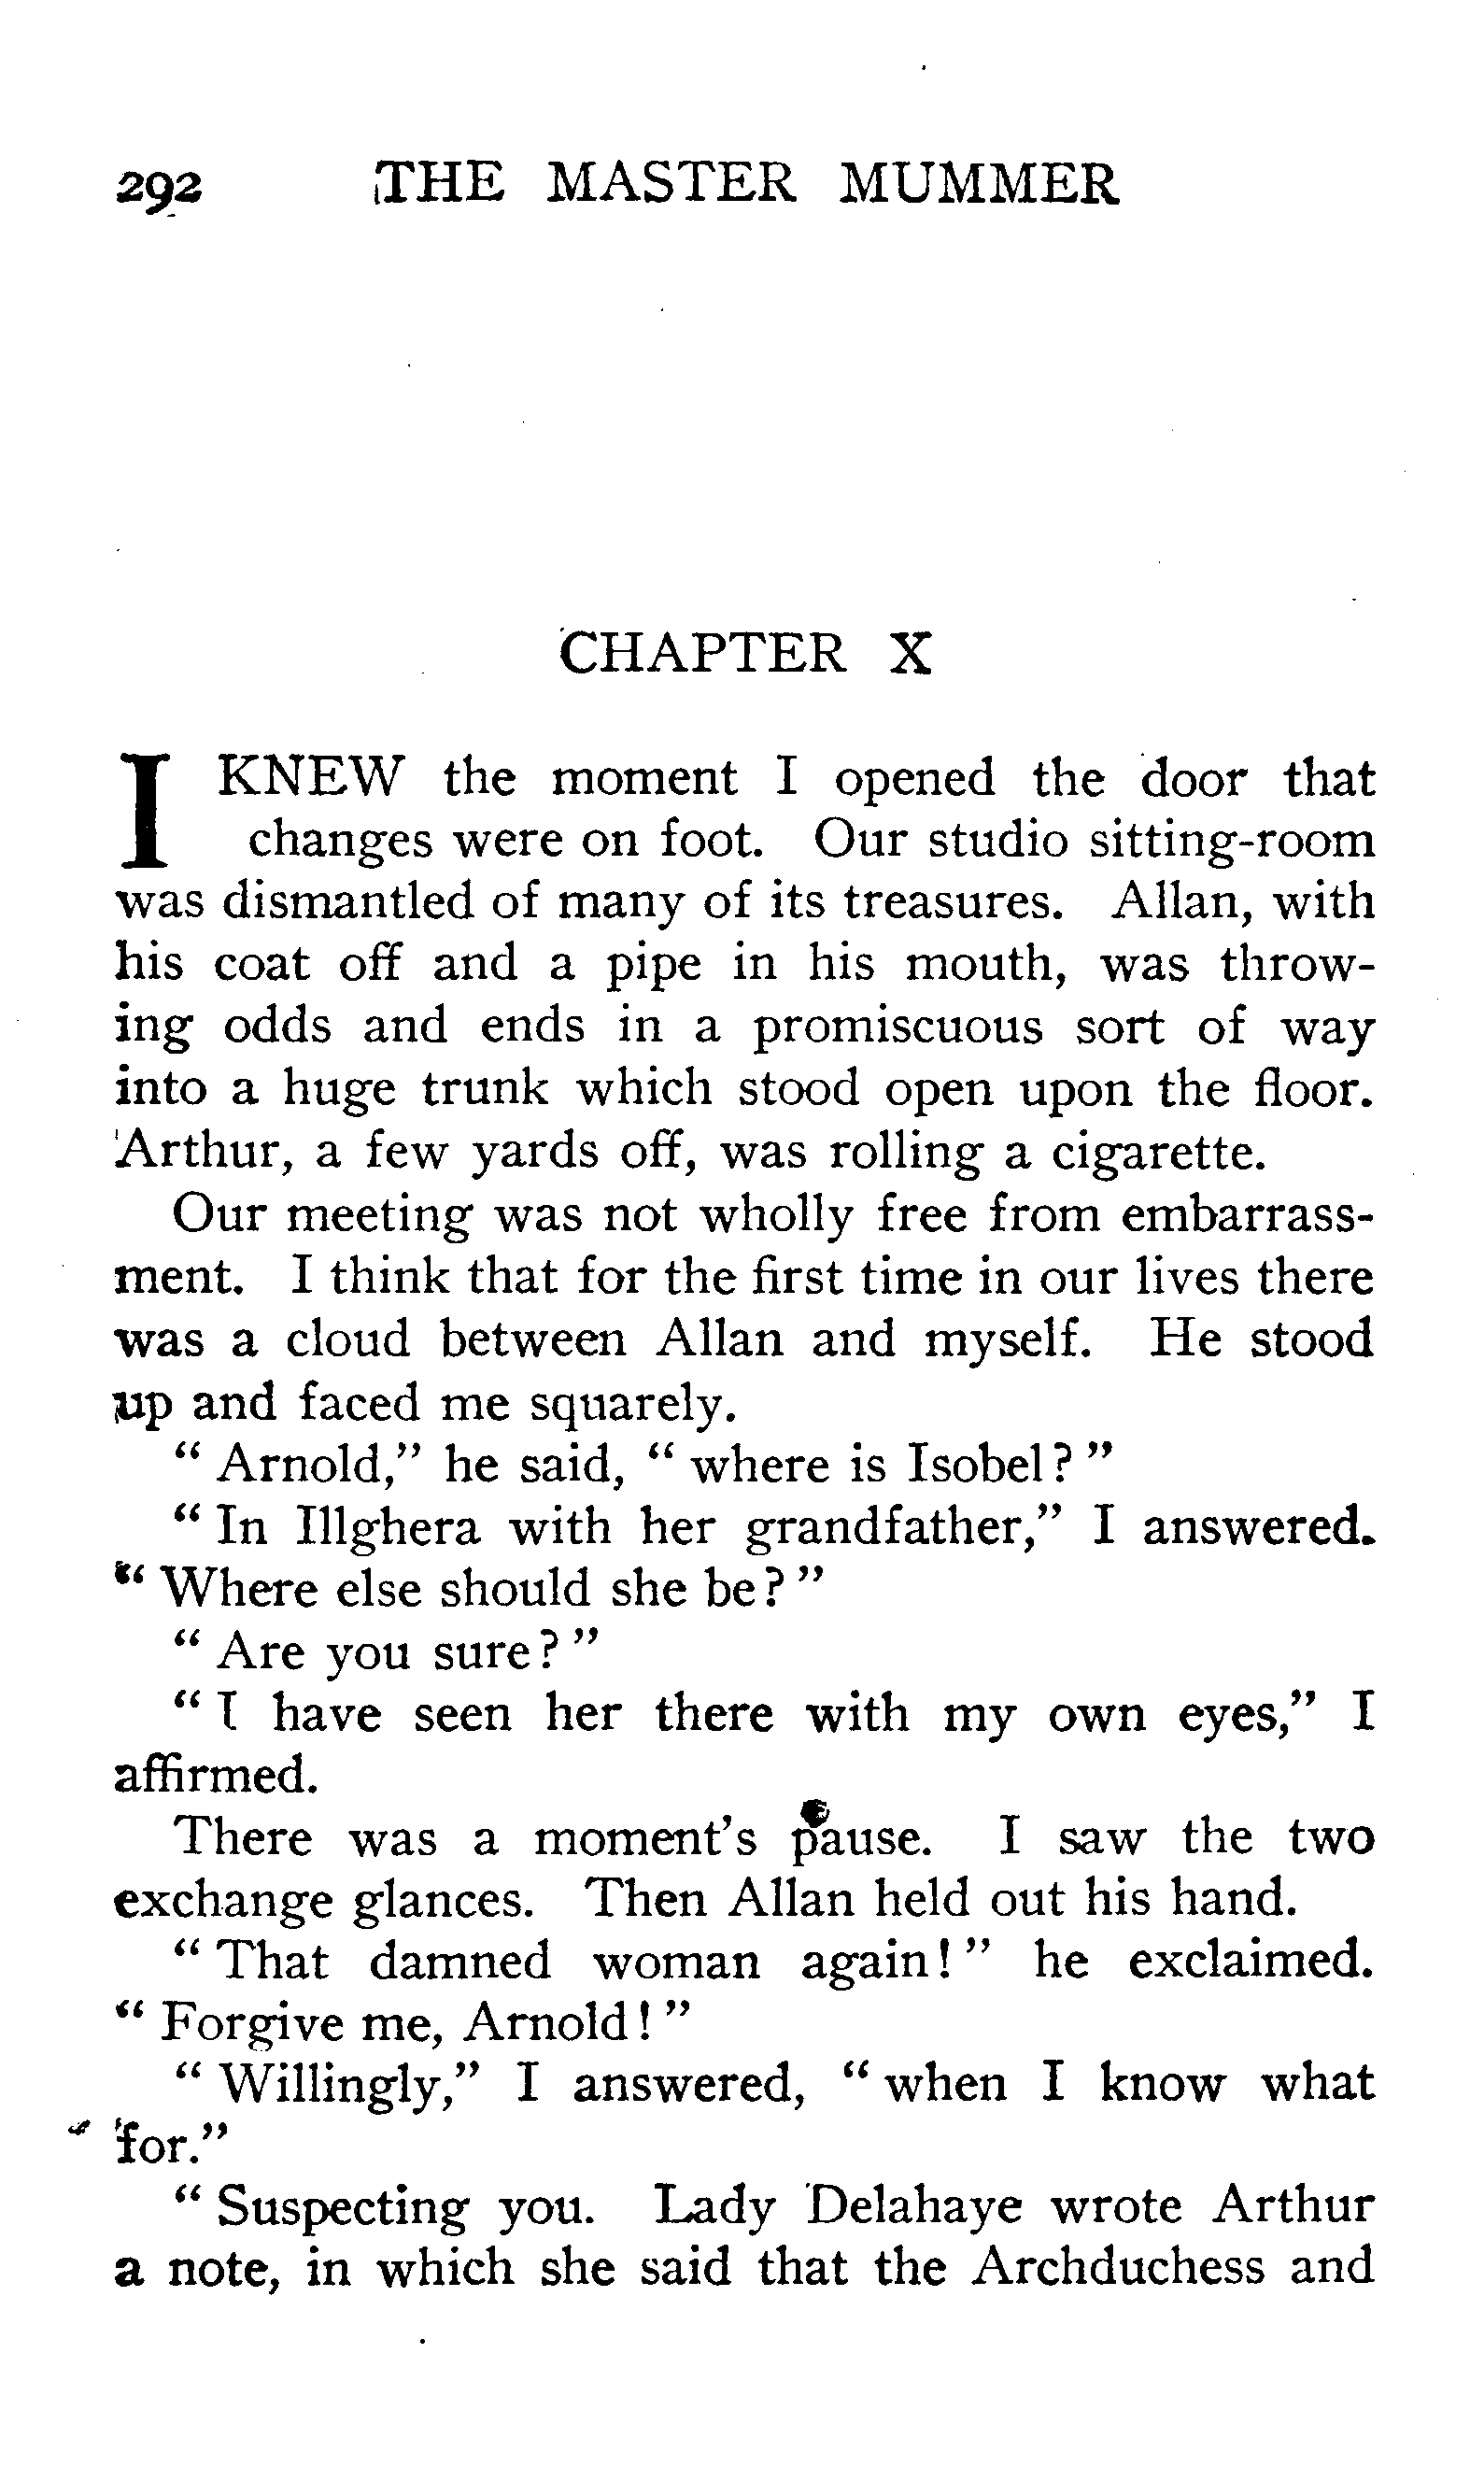 292 THE MASTER MUMMER
CHAPTER X
I KNEW the moment I opened the door that
changes were on foot. Our studio sitting-room
was dismantled of many of its treasures. Allan, with
his coat off and a pipe in his mouth, was throw-
ing odds and ends in a promiscuous sort of way
into a huge trunk which stood open upon the floor.
Arthur, a few yards off, was rolling a cigarette.
Our meeting was not wholly free from embarrass-
ment. I think that for the first time in our lives there
was a cloud between Allan and myself. He stood
up and faced me squarely.
“ Arnold,” he said, “ where is Isobel ? ”
“ In Illghera with her grandfather,” I answered.
“ Where else should she be ? ”
“ Are you sure ? ”
“ I have seen her there with my own eyes,” I
affirmed.
There was a moment's pause. I saw the two
exchange glances. Then Allan held out his hand.
“ That damned woman again ! ” he exclaimed.
“ Forgive me, Arnold ! ”
“ Willingly,” I answered, “ when I know what
for.”
“ Suspecting you. Lady Delahaye wrote Arthur
a note, in which she said that the Archduchess and